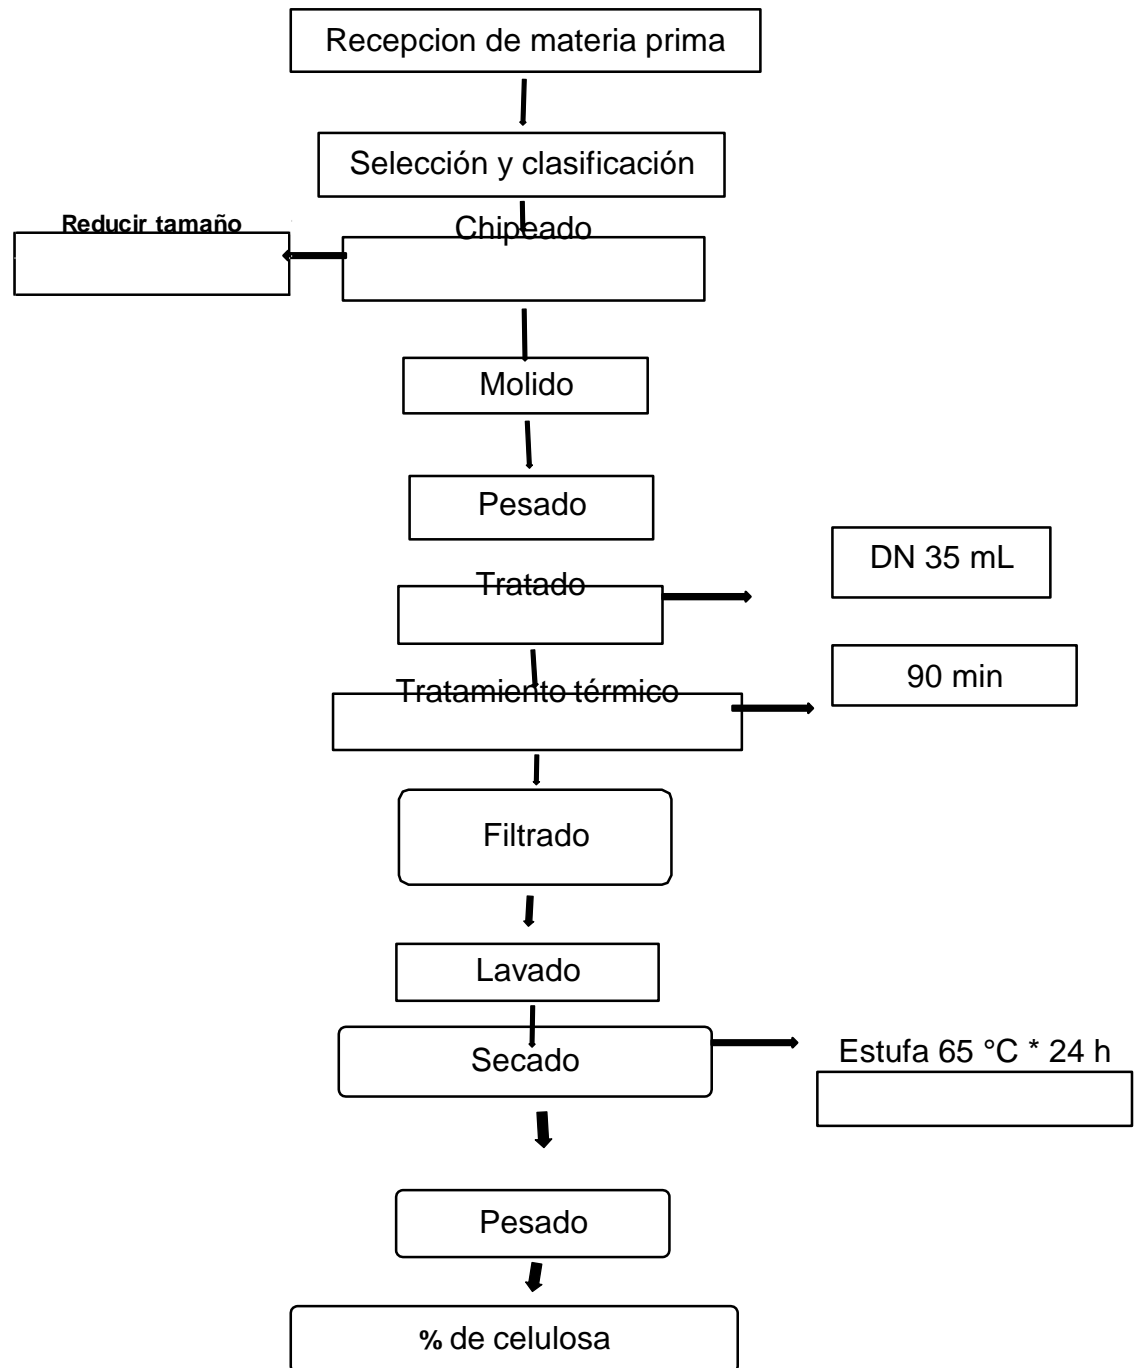 Recepcion de materia prima
Selección y clasificación
Reducir tamaño
Chipeado
Molido
Pesado
DN 35 mL
Tratado
90 min
Tratamiento térmico
Filtrado
Lavado
Secado
Estufa 65 °C * 24 h
Pesado
% de celulosa